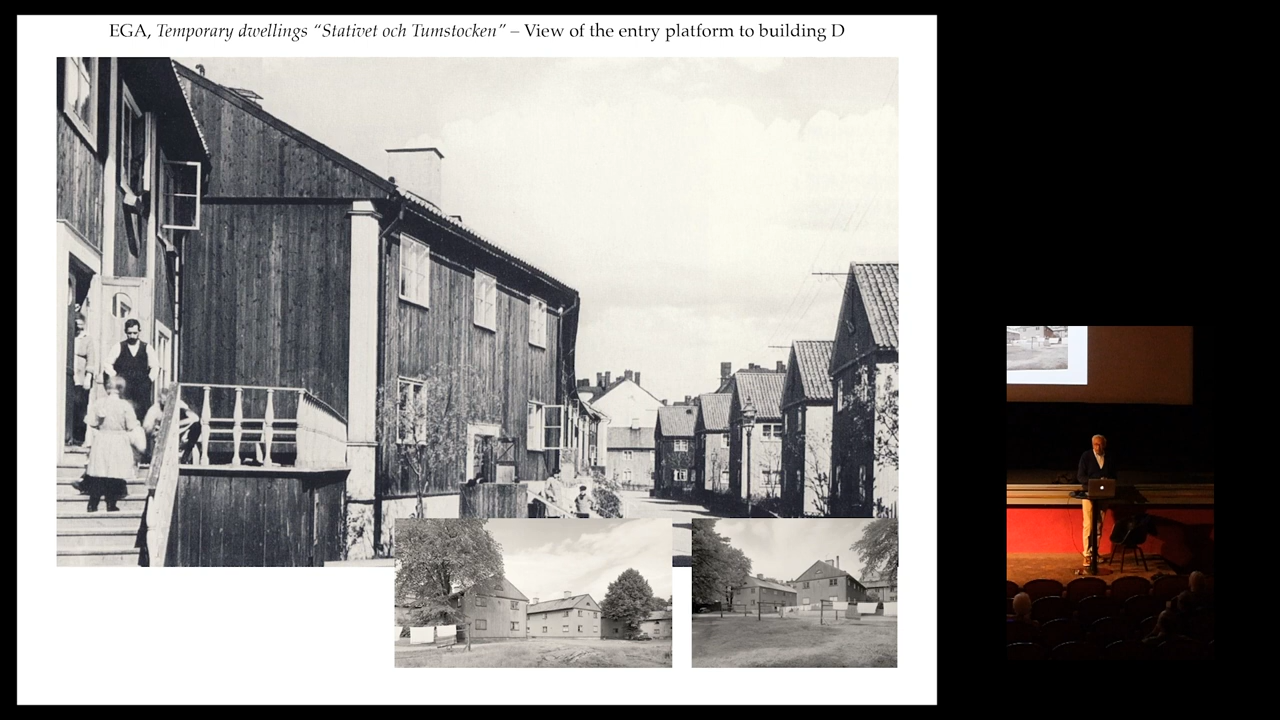 EGA, Temporary dwellings “Stativet och Tumstocken” – View of the entry platform to building D